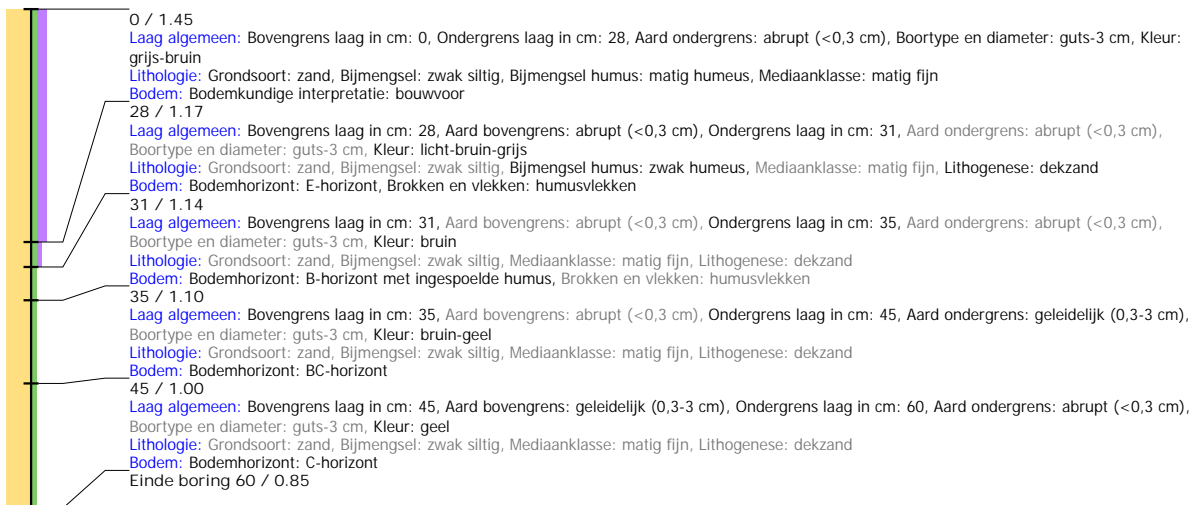 0 / 1.45
Laag algemeen: Bovengrens laag in cm: 0, Ondergrens laag in cm: 28, Aard ondergrens: abrupt (<0,3 cm), Boortype en diameter: guts-3 cm, Kleur:
grijs-bruin
Lithologie: Grondsoort: zand, Bijmengsel: zwak siltig, Bijmengsel humus: matig humeus, Mediaanklasse: matig fijn
Bodem: Bodemkundige interpretatie: bouwvoor
28 / 1.17
Laag algemeen: Bovengrens laag in cm: 28, Aard bovengrens: abrupt (<0,3 cm), Ondergrens laag in cm: 31, Aard ondergrens: abrupt (<0,3 cm),
Boortype en diameter: guts-3 cm, Kleur: licht-bruin-grijs
Lithologie: Grondsoort: zand, Bijmengsel: zwak siltig, Bijmengsel humus: zwak humeus, Mediaanklasse: matig fijn, Lithogenese: dekzand
Bodem: Bodemhorizont: E-horizont, Brokken en vlekken: humusvlekken
31 / 1.14
Laag algemeen: Bovengrens laag in cm: 31, Aard bovengrens: abrupt (<0,3 cm), Ondergrens laag in cm: 35, Aard ondergrens: abrupt (<0,3 cm),
Boortype en diameter: guts-3 cm, Kleur: bruin
Lithologie: Grondsoort: zand, Bijmengsel: zwak siltig, Mediaanklasse: matig fijn, Lithogenese: dekzand
Bodem: Bodemhorizont: B-horizont met ingespoelde humus, Brokken en vlekken: humusvlekken
35 / 1.10
Laag algemeen: Bovengrens laag in cm: 35, Aard bovengrens: abrupt (<0,3 cm), Ondergrens laag in cm: 45, Aard ondergrens: geleidelijk (0,3-3 cm),
Boortype en diameter: guts-3 cm, Kleur: bruin-geel
Lithologie: Grondsoort: zand, Bijmengsel: zwak siltig, Mediaanklasse: matig fijn, Lithogenese: dekzand
Bodem: Bodemhorizont: BC-horizont
45 / 1.00
Laag algemeen: Bovengrens laag in cm: 45, Aard bovengrens: geleidelijk (0,3-3 cm), Ondergrens laag in cm: 60, Aard ondergrens: abrupt (<0,3 cm),
Boortype en diameter: guts-3 cm, Kleur: geel
Lithologie: Grondsoort: zand, Bijmengsel: zwak siltig, Mediaanklasse: matig fijn, Lithogenese: dekzand
Bodem: Bodemhorizont: C-horizont
Einde boring 60 / 0.85